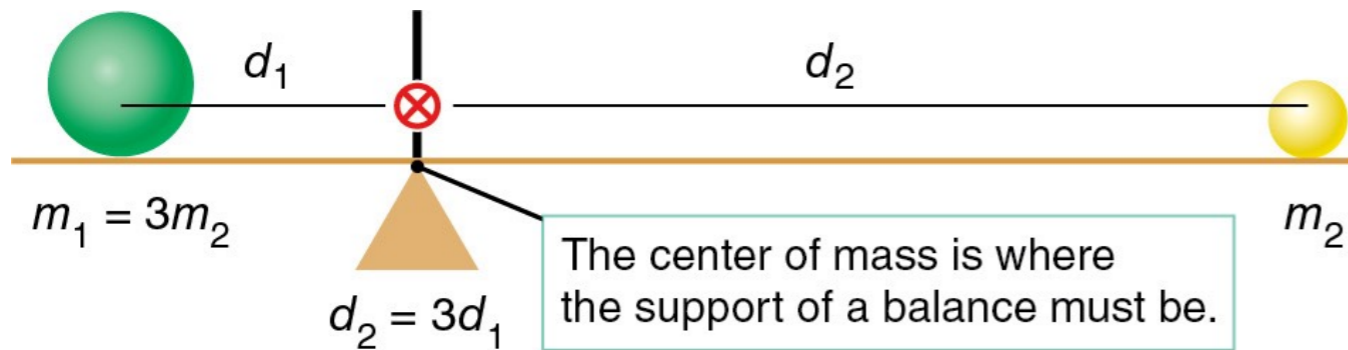 d₁
d₂
m₁ = 3m₂
m₂
d₂ = 3d₁
The center of mass is where
the support of a balance must be.